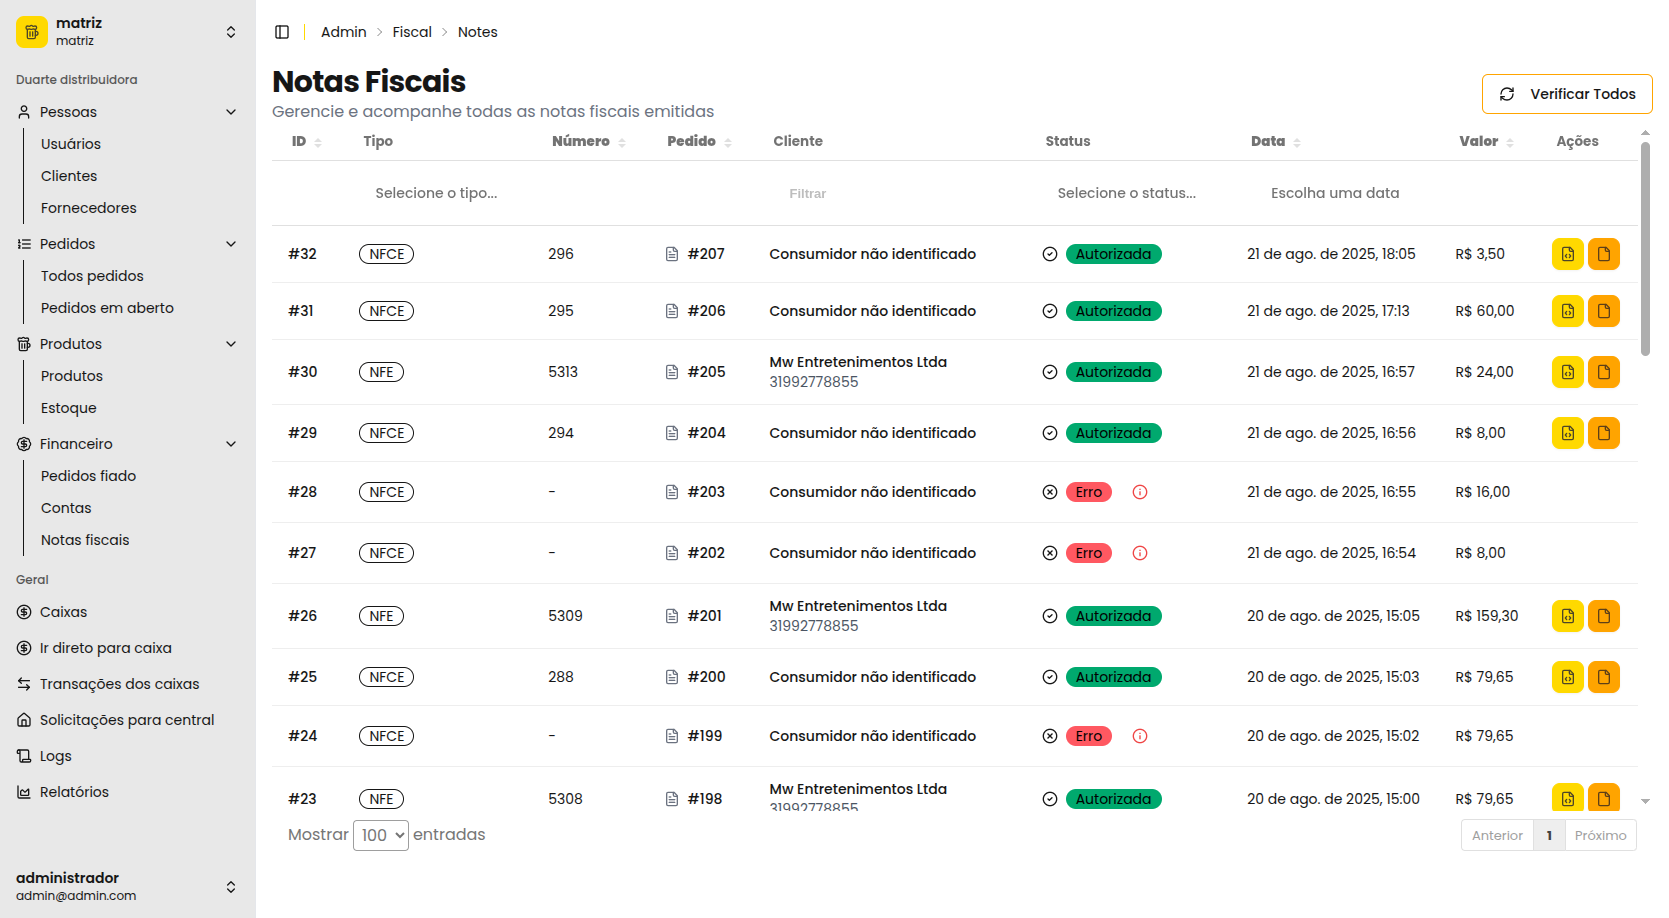 matriz
matriz
Duarte distribuidora
Pessoas
Usuários
Clientes
Fornecedores
Pedidos
Todos pedidos
Pedidos em aberto
Produtos
Produtos
Estoque
Financeiro
Pedidos fiado
Contas
Notas fiscais
Geral
Caixas
Ir direto para caixa
Transações dos caixas
Solicitações para central
Logs
Relatórios
administrador
admin@admin.com
Admin > Fiscal > Notes
Notas Fiscais
Gerencie e acompanhe todas as notas fiscais emitidas
Verificar Todos
ID Tipo Número Pedido Cliente Status Data Valor Ações
Selecione o tipo... Filtrar Selecione o status... Escolha uma data
#32 NFCE 296 #207 Consumidor não identificado Autorizada 21 de ago. de 2025, 18:05 R$ 3,50
#31 NFCE 295 #206 Consumidor não identificado Autorizada 21 de ago. de 2025, 17:13 R$ 60,00
#30 NFE 5313 #205 Mw Entretenimentos Ltda Autorizada 21 de ago. de 2025, 16:57 R$ 24,00
31992778855
#29 NFCE 294 #204 Consumidor não identificado Autorizada 21 de ago. de 2025, 16:56 R$ 8,00
#28 NFCE - #203 Consumidor não identificado Erro 21 de ago. de 2025, 16:55 R$ 16,00
#27 NFCE - #202 Consumidor não identificado Erro 21 de ago. de 2025, 16:54 R$ 8,00
#26 NFE 5309 #201 Mw Entretenimentos Ltda Autorizada 20 de ago. de 2025, 15:05 R$ 159,30
31992778855
#25 NFCE 288 #200 Consumidor não identificado Autorizada 20 de ago. de 2025, 15:03 R$ 79,65
#24 NFCE - #199 Consumidor não identificado Erro 20 de ago. de 2025, 15:02 R$ 79,65
#23 NFE 5308 #198 Mw Entretenimentos Ltda Autorizada 20 de ago. de 2025, 15:00 R$ 79,65
31992778855
Mostrar 100 entradas
Anterior 1 Próximo